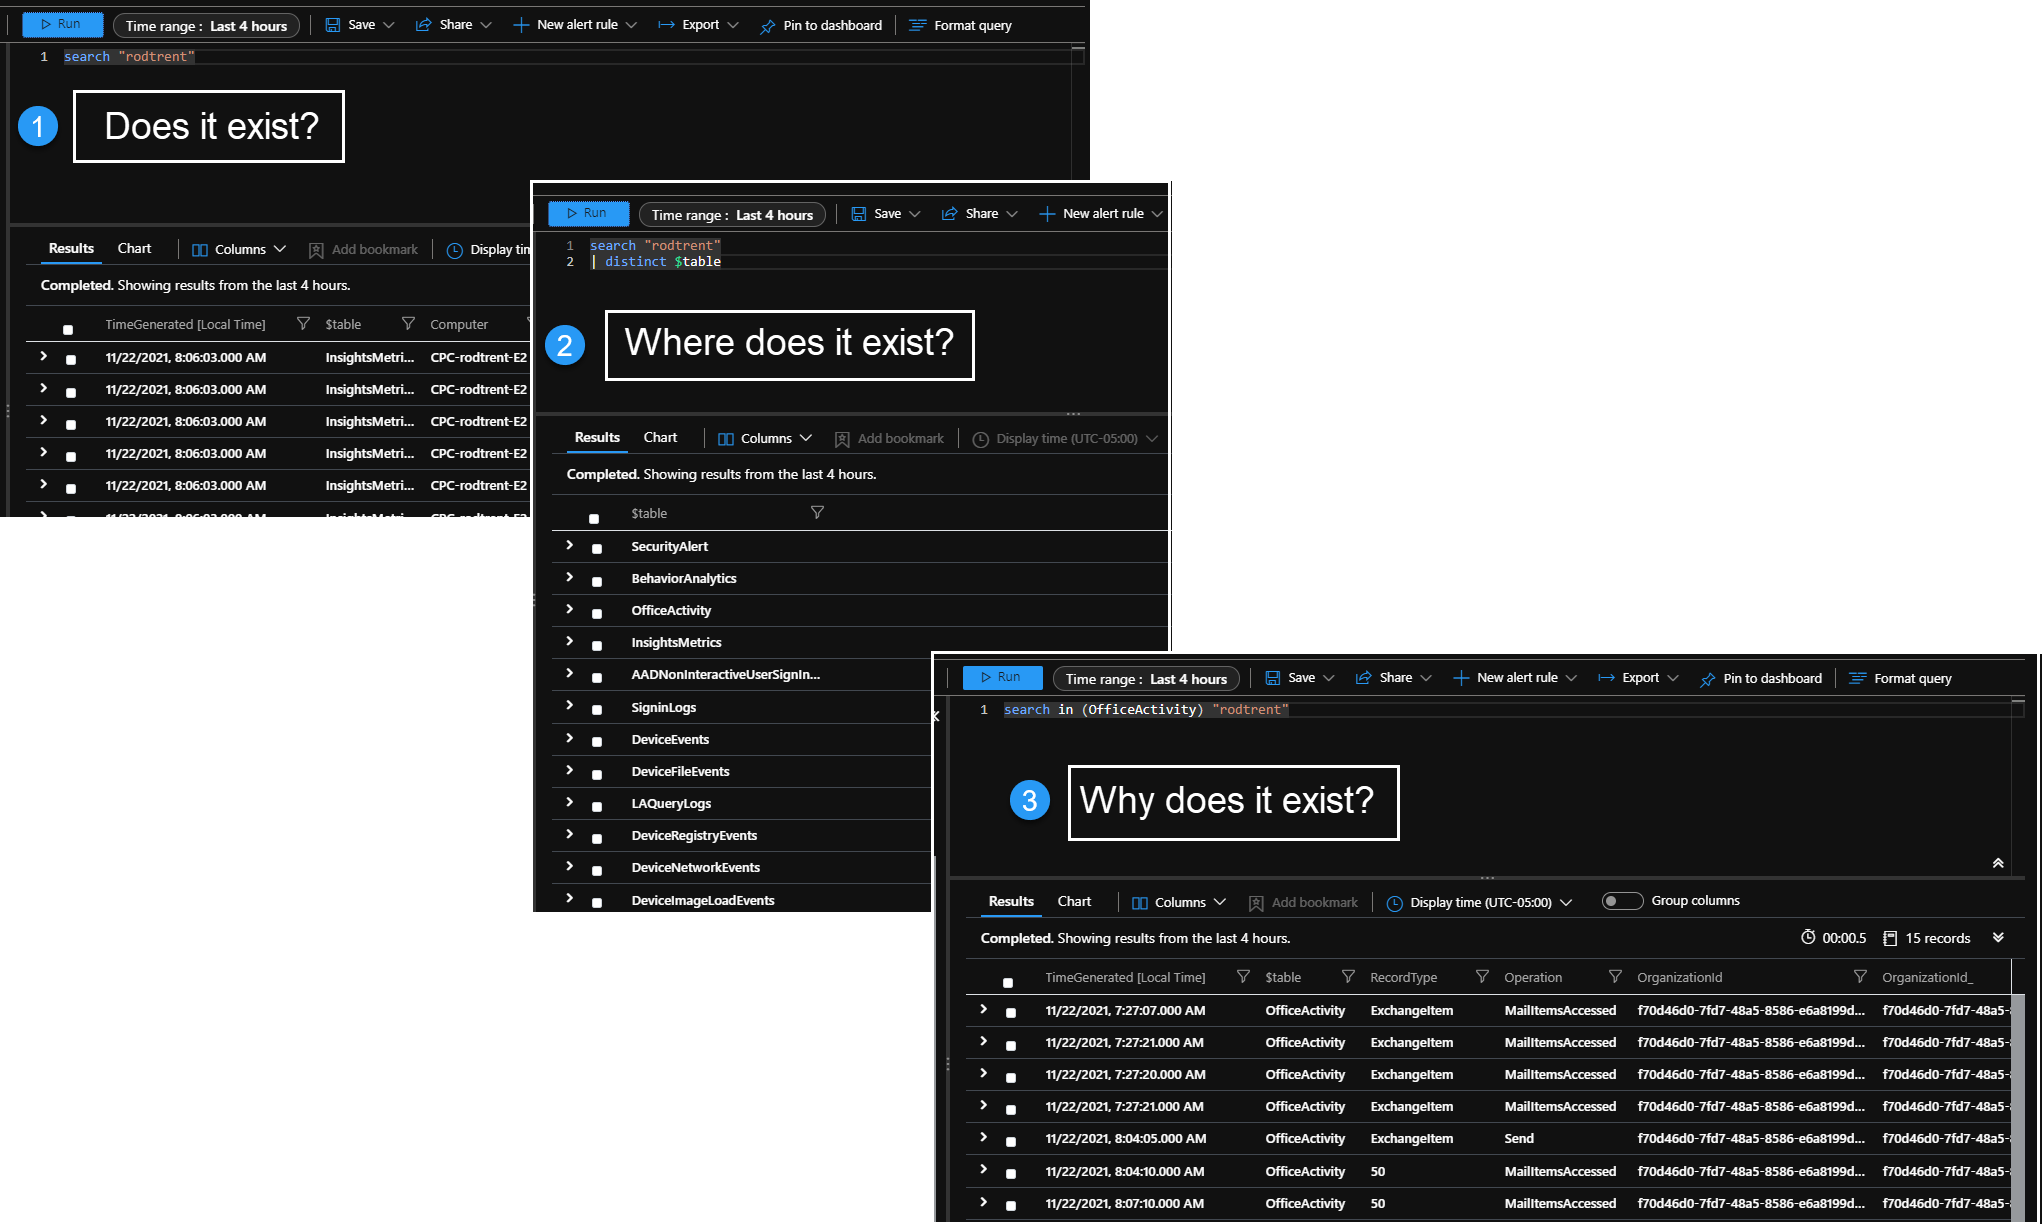 Run Time range : Last 4 hours Save Share New alert rule Export Pin to dashboard Format query
1 search "rodtrent"
1 Does it exist?
Results Chart Columns Add bookmark Display tim
Completed. Showing results from the last 4 hours.
TimeGenerated [Local Time] $table Computer
11/22/2021, 8:06:03.000 AM InsightsMetri... CPC-rodtrent-E2
11/22/2021, 8:06:03.000 AM InsightsMetri... CPC-rodtrent-E2
11/22/2021, 8:06:03.000 AM InsightsMetri... CPC-rodtrent-E2
11/22/2021, 8:06:03.000 AM InsightsMetri... CPC-rodtrent-E2
11/22/2021, 8:06:03.000 AM InsightsMetri... CPC-rodtrent-E2
11/22/2021, 8:06:03.000 AM InsightsMetri... CPC-rodtrent-E2
Run Time range : Last 4 hours Save Share New alert rule
1 search "rodtrent"
2 | distinct $table
2 Where does it exist?
Results Chart Columns Add bookmark Display time (UTC-05:00)
Completed. Showing results from the last 4 hours.
$table
SecurityAlert
BehaviorAnalytics
OfficeActivity
InsightsMetrics
AADNonInteractiveUserSignIn...
SigninLogs
DeviceEvents
DeviceFileEvents
LAQueryLogs
DeviceRegistryEvents
DeviceNetworkEvents
DeviceImageLoadEvents
Run Time range : Last 4 hours Save Share New alert rule Export Pin to dashboard Format query
1 search in (OfficeActivity) "rodtrent"
3 Why does it exist?
Results Chart Columns Add bookmark Display time (UTC-05:00) Group columns
Completed. Showing results from the last 4 hours. 00:00.5 15 records
TimeGenerated [Local Time] $table RecordType Operation OrganizationId OrganizationId_
11/22/2021, 7:27:07.000 AM OfficeActivity ExchangeItem MailItemsAccessed f70d46d0-7fd7-48a5-8586-e6a8199d... f70d46d0-7fd7-48a5-
11/22/2021, 7:27:21.000 AM OfficeActivity ExchangeItem MailItemsAccessed f70d46d0-7fd7-48a5-8586-e6a8199d... f70d46d0-7fd7-48a5-
11/22/2021, 7:27:20.000 AM OfficeActivity ExchangeItem MailItemsAccessed f70d46d0-7fd7-48a5-8586-e6a8199d... f70d46d0-7fd7-48a5-
11/22/2021, 7:27:21.000 AM OfficeActivity ExchangeItem MailItemsAccessed f70d46d0-7fd7-48a5-8586-e6a8199d... f70d46d0-7fd7-48a5-
11/22/2021, 8:04:05.000 AM OfficeActivity ExchangeItem Send f70d46d0-7fd7-48a5-8586-e6a8199d... f70d46d0-7fd7-48a5-
11/22/2021, 8:04:10.000 AM OfficeActivity 50 MailItemsAccessed f70d46d0-7fd7-48a5-8586-e6a8199d... f70d46d0-7fd7-48a5-
11/22/2021, 8:07:10.000 AM OfficeActivity 50 MailItemsAccessed f70d46d0-7fd7-48a5-8586-e6a8199d... f70d46d0-7fd7-48a5-